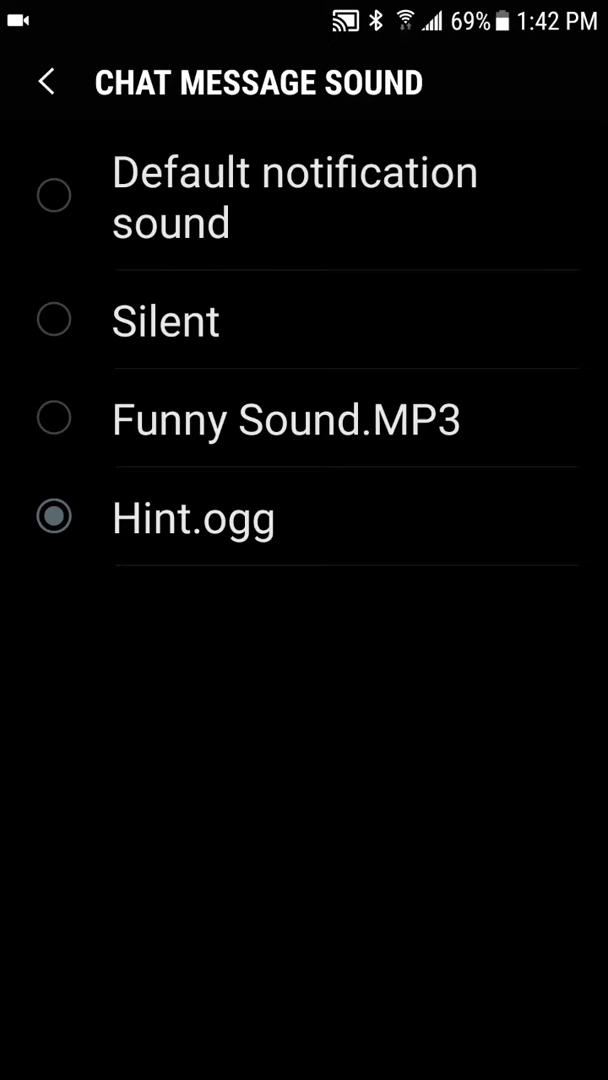 69% 1:42 PM
CHAT MESSAGE SOUND
Default notification
sound
Silent
Funny Sound.MP3
Hint.ogg